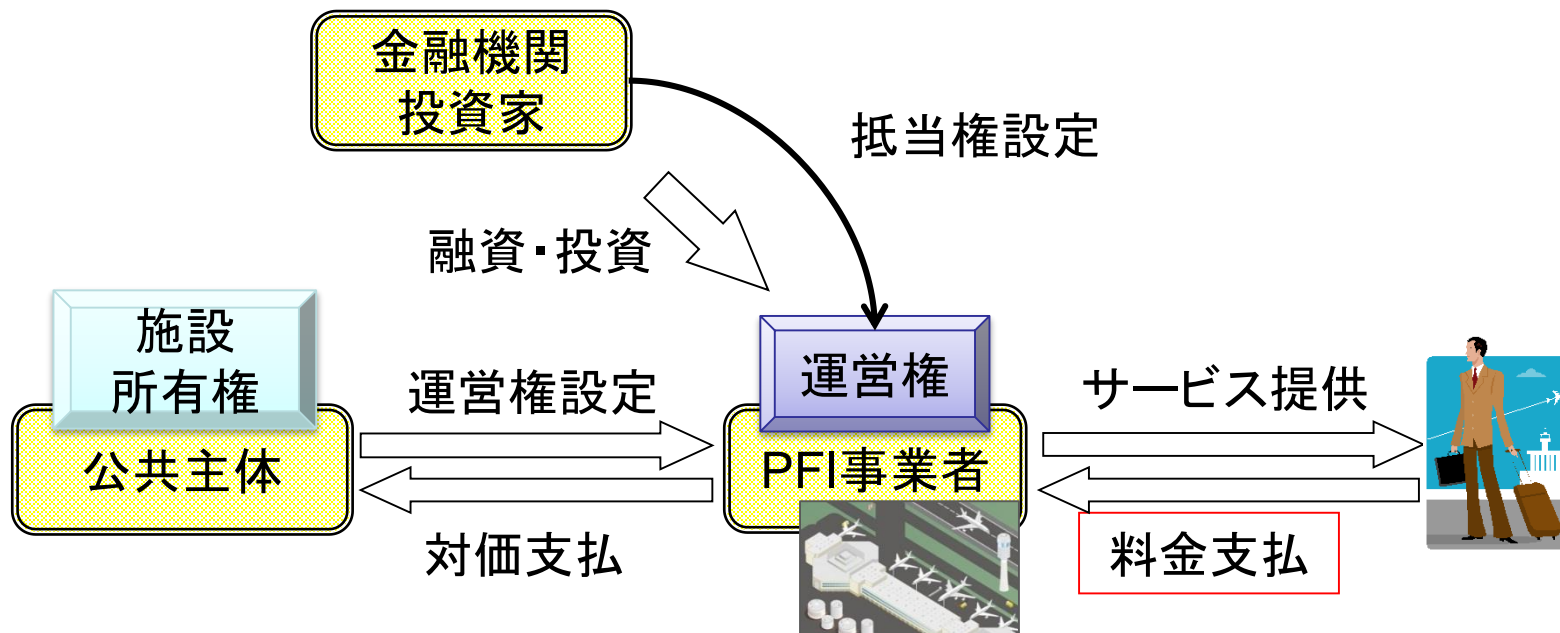 金融機関
投資家
抵当権設定
融資・投資
施設
所有権
公共主体
運営権設定
対価支払
運営権
PFI事業者
サービス提供
料金支払